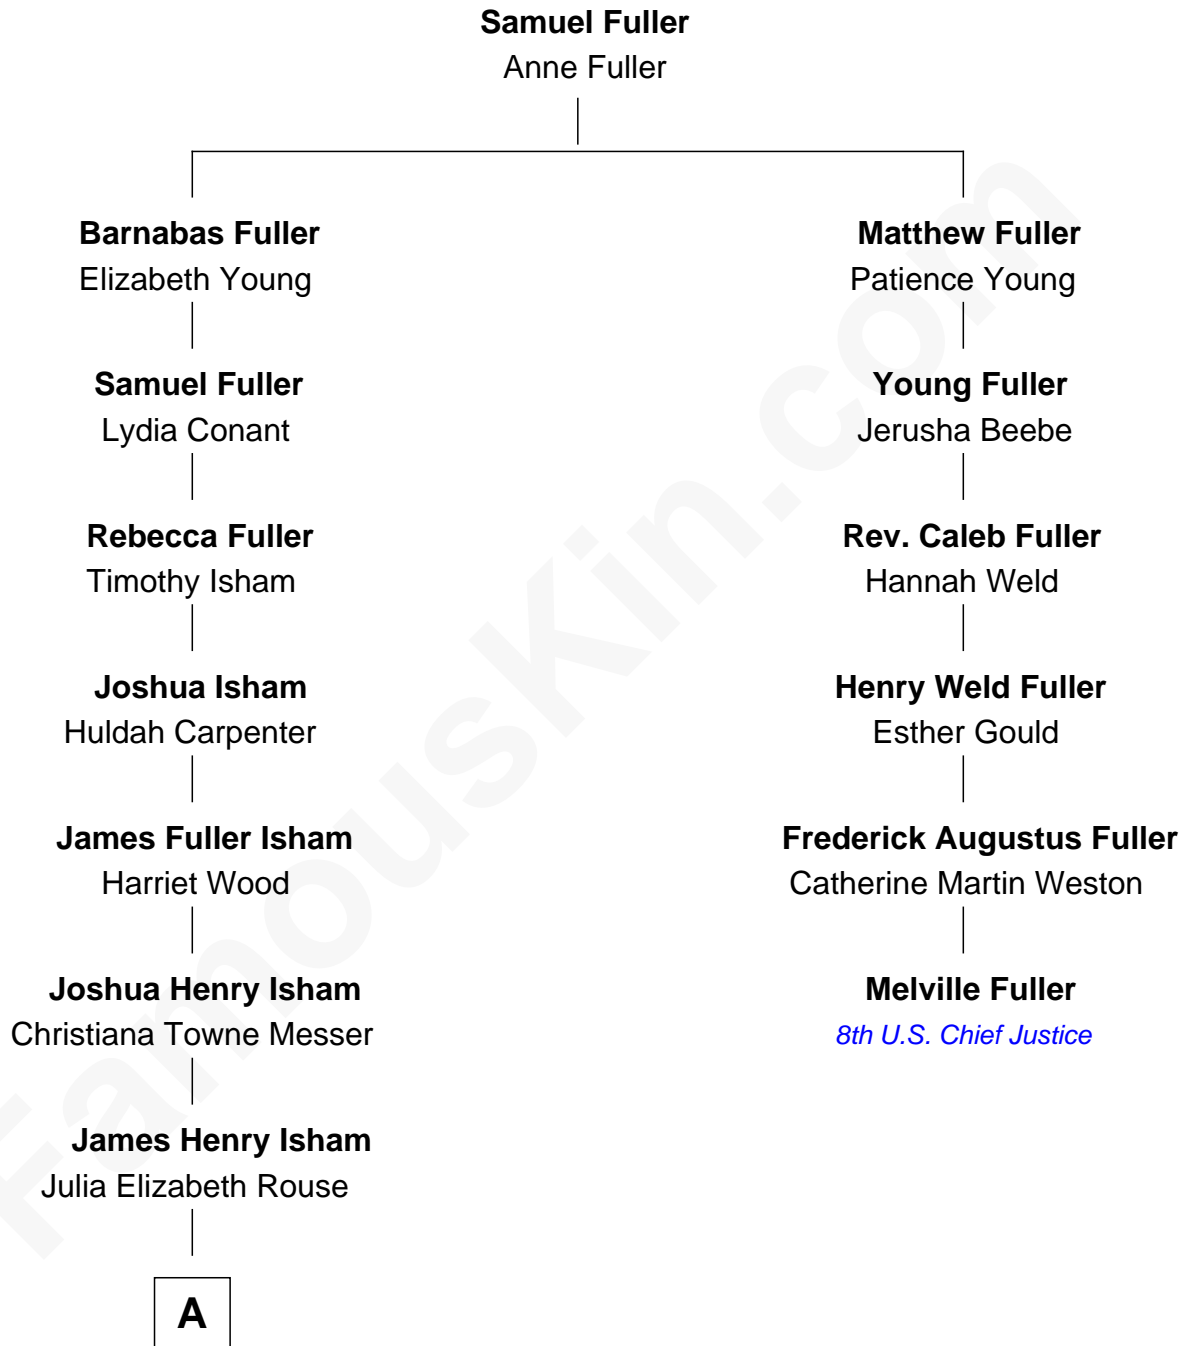 Samuel Fuller
Anne Fuller
Barnabas Fuller
Elizabeth Young
Matthew Fuller
Patience Young
Samuel Fuller
Lydia Conant
Young Fuller
Jerusha Beebe
Rebecca Fuller
Timothy Isham
Rev. Caleb Fuller
Hannah Weld
Joshua Isham
Huldah Carpenter
Henry Weld Fuller
Esther Gould
James Fuller Isham
Harriet Wood
Frederick Augustus Fuller
Catherine Martin Weston
Joshua Henry Isham
Christiana Towne Messer
Melville Fuller
8th U.S. Chief Justice
James Henry Isham
Julia Elizabeth Rouse
A
FamousKin.com